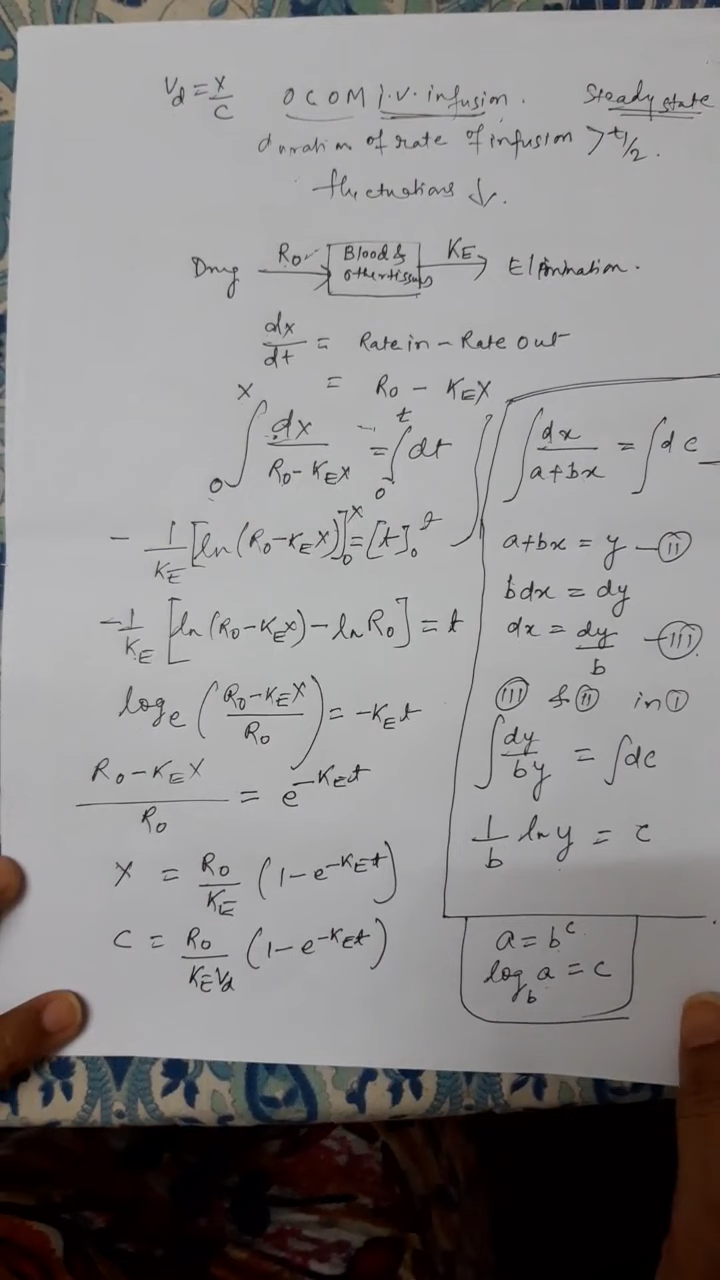 Vd = X/C OCOM i.v. infusion. Steady state
duration of rate of infusion > t1/2.
fluctuations ↓.
Drug R0 → Blood & other tissues KE → Elimination.
dx/dt = Rate in - Rate out
= R0 - KEX
∫₀ˣ dx/(R0 - KEX) = ∫₀ᵗ dt
- 1/KE [ln (R0 - KEX)]₀ˣ = [t]₀ᵗ
- 1/KE [ln (R0 - KEX) - ln R0] = t
loge ((R0 - KEX)/R0) = -KEt
(R0 - KEX)/R0 = e^-KEt
X = R0/KE (1 - e^-KEt)
C = R0/KEVd (1 - e^-KEt)
∫ dx/(a+bx) = ∫ dc
a+bx = y - II
bdx = dy
dx = dy/b - III
III & II in I
∫ dy/by = ∫ dc
1/b ln y = c
a = b^c
log_b a = c